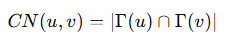 CN(u, v) = |Γ(u) ∩ Γ(v)|